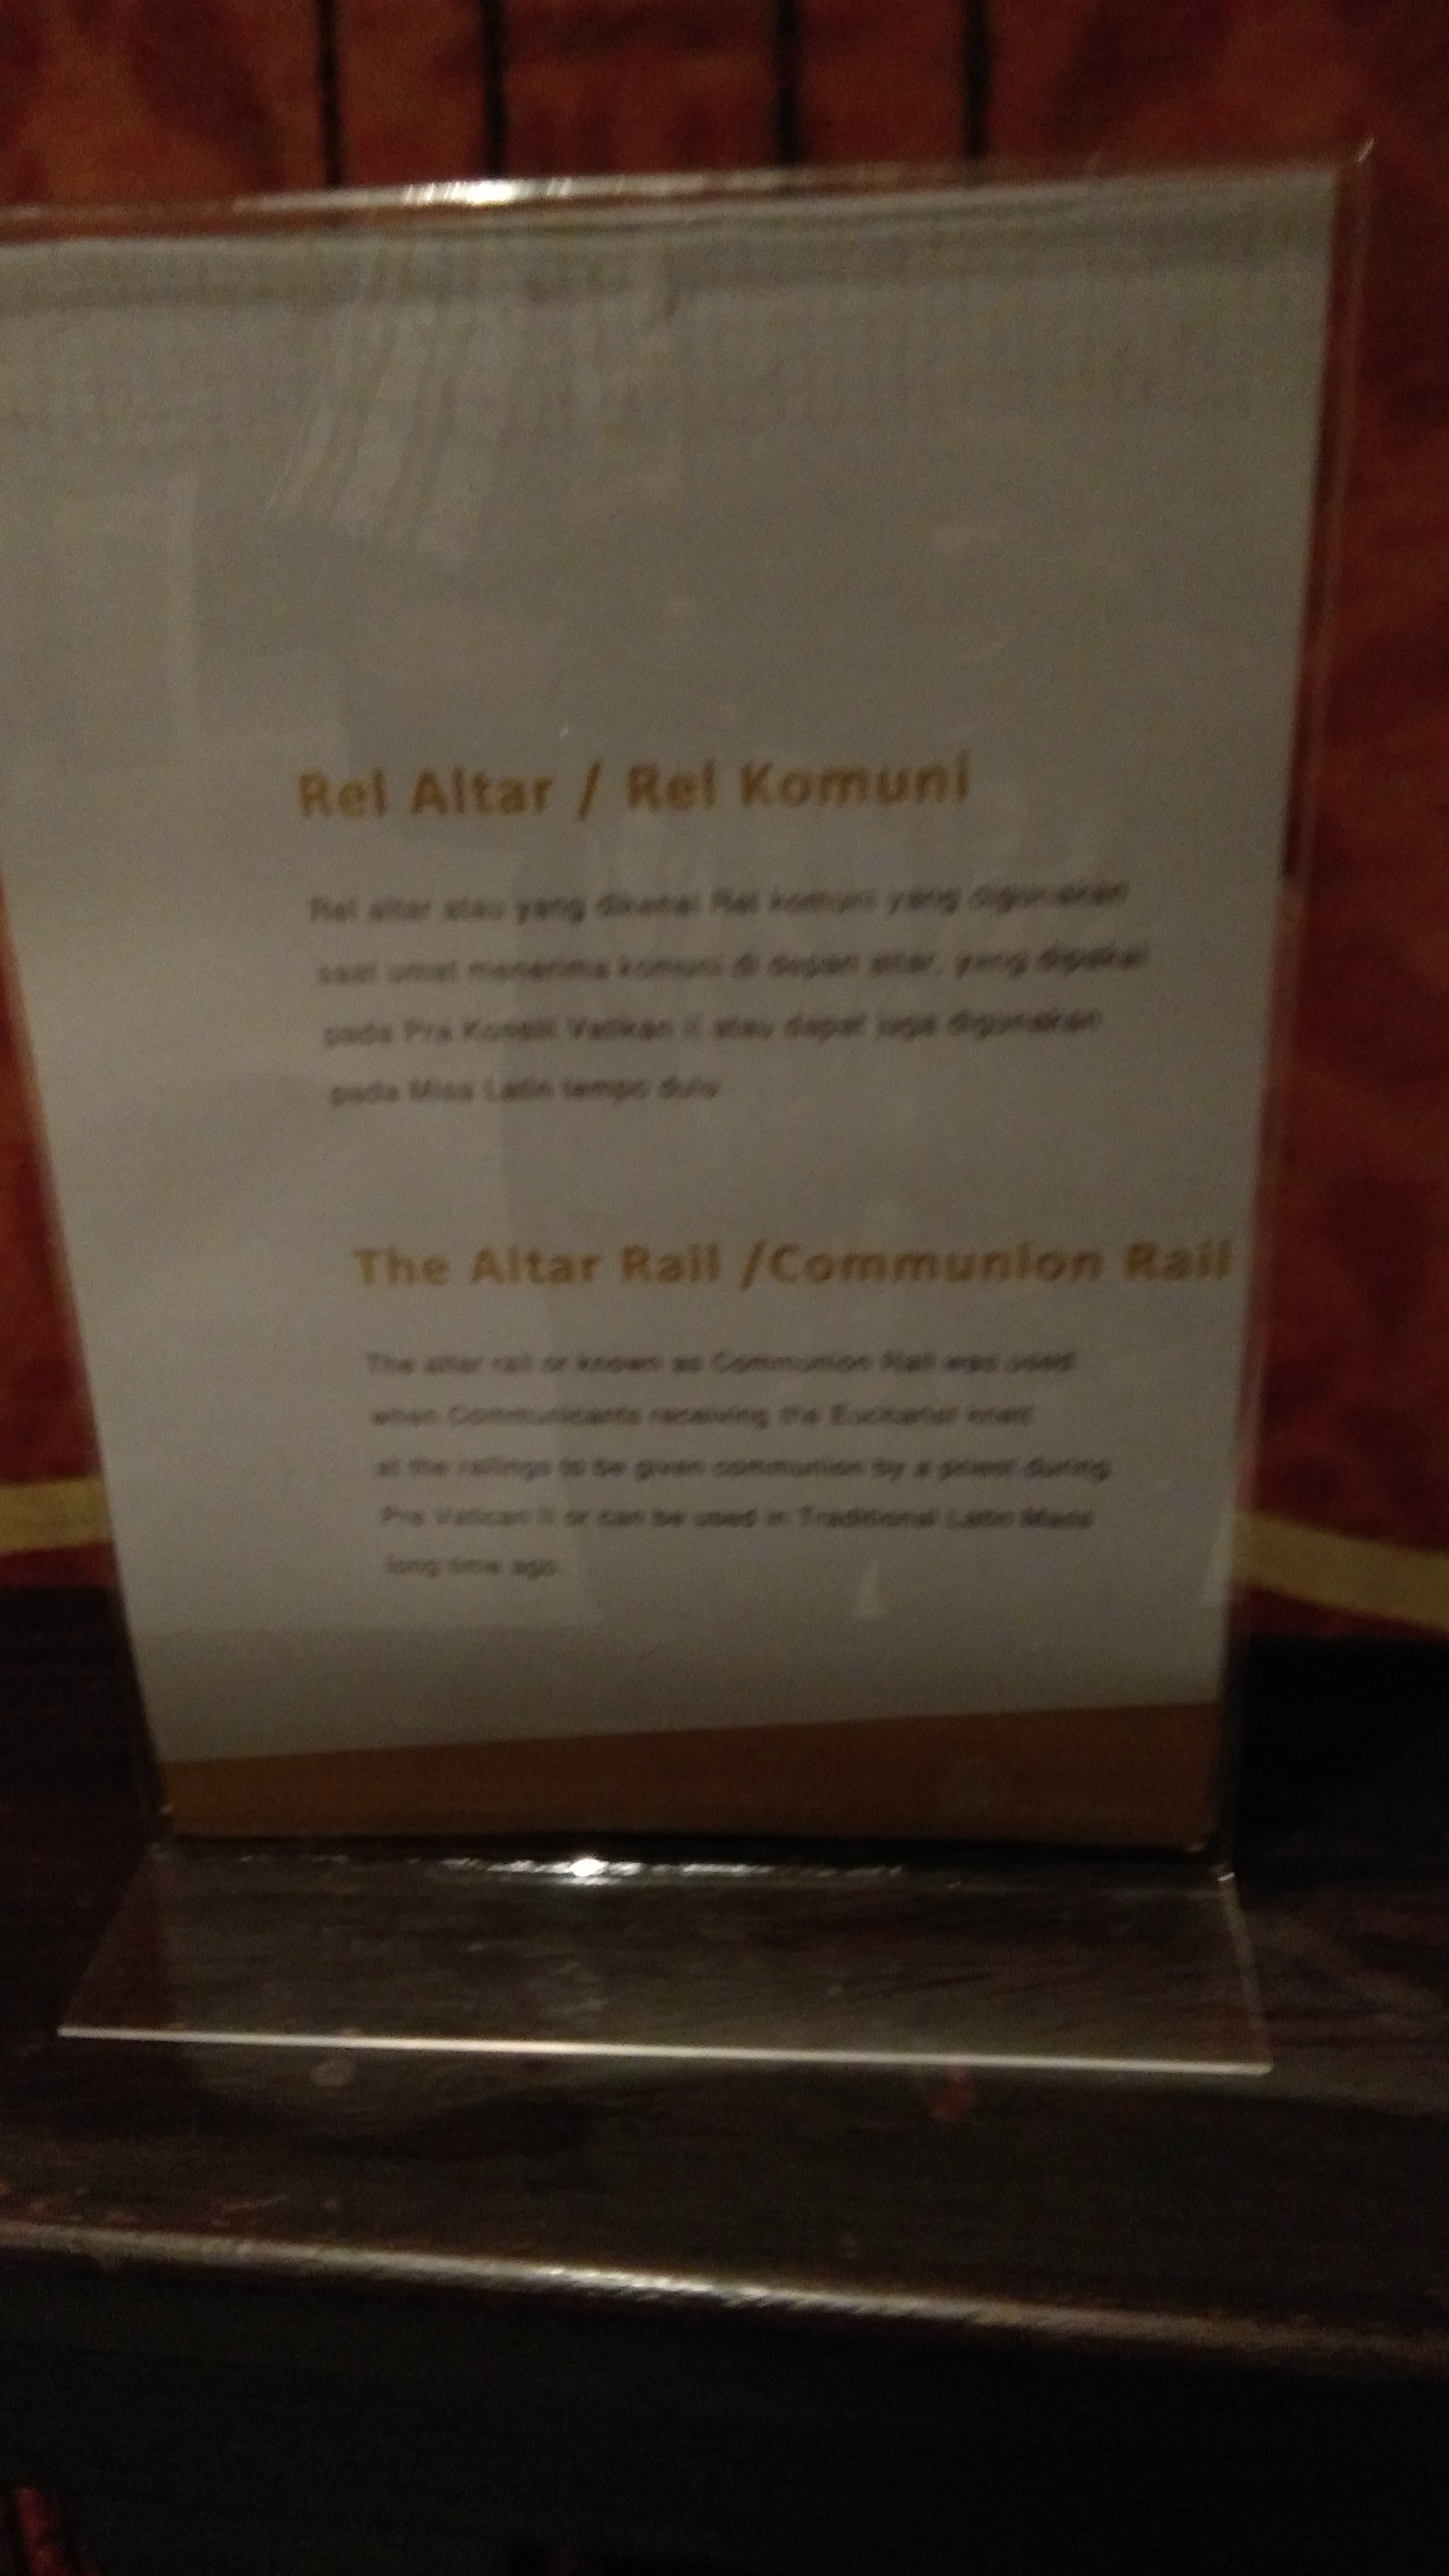 Rel Altar / Rel Komuni
Rel altar atau yang dikenal Rel komuni yang digunakan
saat umat menerima komuni di depan altar, yang dipakai
pada Pra Konsili Vatikan II atau dapat juga digunakan
pada Misa Latin tempo dulu
The Altar Rail /Communion Rail
The altar rail or known as Communion Rail was used
when Communicants receiving the Eucharist knelt
at the railings to be given communion by a priest during
Pre Vatican II or can be used in Traditional Latin Mass
long time ago.